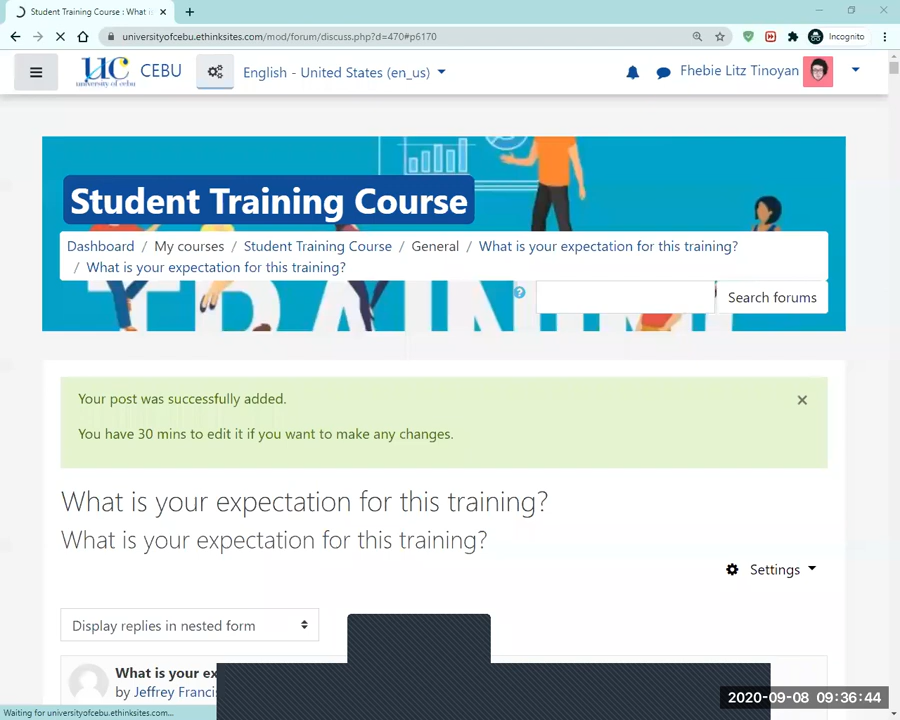 Student Training Course : What is
universityofcebu.ethinksites.com/mod/forum/discuss.php?d=470#p6170
Incognito
UC
university of cebu
CEBU
English - United States (en_us)
Fhebie Litz Tinoyan
Student Training Course
Dashboard / My courses / Student Training Course / General / What is your expectation for this training?
/ What is your expectation for this training?
Search forums
Your post was successfully added.
You have 30 mins to edit it if you want to make any changes.
What is your expectation for this training?
What is your expectation for this training?
Settings
Display replies in nested form
What is your ex
by Jeffrey Francis
Waiting for universityofcebu.ethinksites.com...
2020-09-08 09:36:44